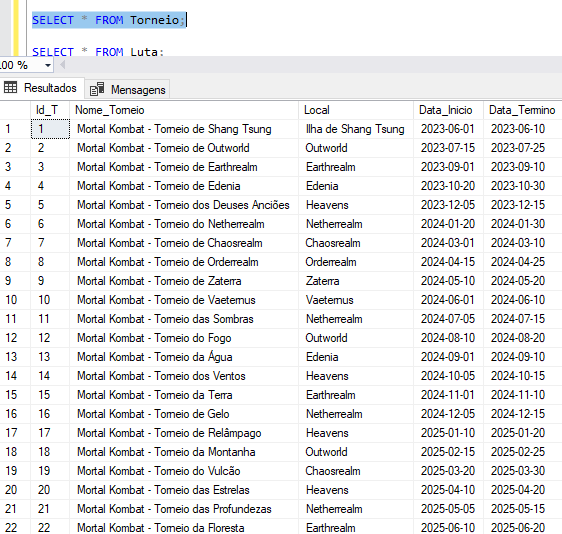 SELECT * FROM Torneio;
SELECT * FROM Luta;
100 %
Resultados Mensagens
Id_T Nome_Torneio Local Data_Inicio Data_Termino
1 1 Mortal Kombat - Torneio de Shang Tsung Ilha de Shang Tsung 2023-06-01 2023-06-10
2 2 Mortal Kombat - Torneio de Outworld Outworld 2023-07-15 2023-07-25
3 3 Mortal Kombat - Torneio de Earthrealm Earthrealm 2023-09-01 2023-09-10
4 4 Mortal Kombat - Torneio de Edenia Edenia 2023-10-20 2023-10-30
5 5 Mortal Kombat - Torneio dos Deuses Anciões Heavens 2023-12-05 2023-12-15
6 6 Mortal Kombat - Torneio do Netherrealm Netherrealm 2024-01-20 2024-01-30
7 7 Mortal Kombat - Torneio de Chaosrealm Chaosrealm 2024-03-01 2024-03-10
8 8 Mortal Kombat - Torneio de Orderrealm Orderrealm 2024-04-15 2024-04-25
9 9 Mortal Kombat - Torneio de Zaterra Zaterra 2024-05-10 2024-05-20
10 10 Mortal Kombat - Torneio de Vaeternus Vaeternus 2024-06-01 2024-06-10
11 11 Mortal Kombat - Torneio das Sombras Netherrealm 2024-07-05 2024-07-15
12 12 Mortal Kombat - Torneio do Fogo Outworld 2024-08-10 2024-08-20
13 13 Mortal Kombat - Torneio da Água Edenia 2024-09-01 2024-09-10
14 14 Mortal Kombat - Torneio dos Ventos Heavens 2024-10-05 2024-10-15
15 15 Mortal Kombat - Torneio da Terra Earthrealm 2024-11-01 2024-11-10
16 16 Mortal Kombat - Torneio de Gelo Netherrealm 2024-12-05 2024-12-15
17 17 Mortal Kombat - Torneio de Relâmpago Heavens 2025-01-10 2025-01-20
18 18 Mortal Kombat - Torneio da Montanha Outworld 2025-02-15 2025-02-25
19 19 Mortal Kombat - Torneio do Vulcão Chaosrealm 2025-03-20 2025-03-30
20 20 Mortal Kombat - Torneio das Estrelas Heavens 2025-04-10 2025-04-20
21 21 Mortal Kombat - Torneio das Profundezas Netherrealm 2025-05-05 2025-05-15
22 22 Mortal Kombat - Torneio da Floresta Earthrealm 2025-06-10 2025-06-20